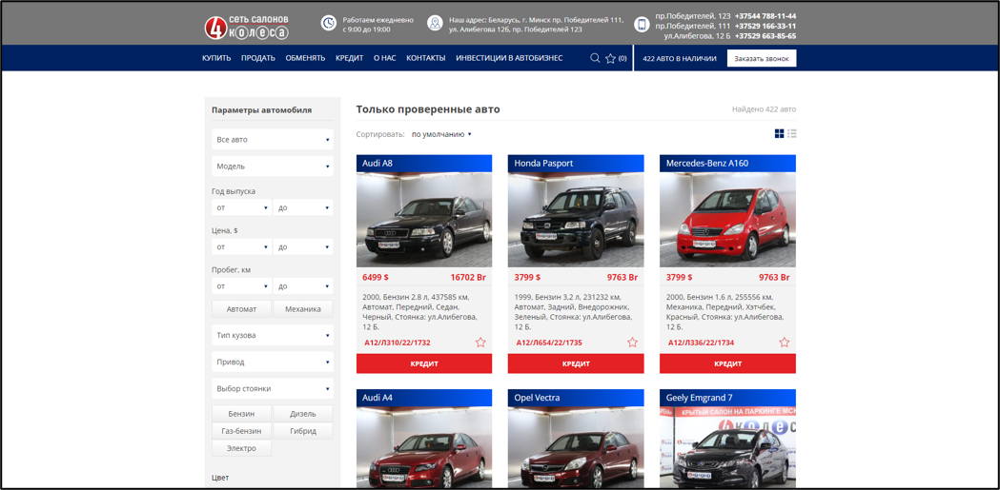 4
сеть салонов
колеса
Работаем ежедневно
с 9:00 до 19:00
Наш адрес: Беларусь, г. Минск пр. Победителей 111,
ул. Алибегова 12б, пр. Победителей 123
пр.Победителей, 123 +37544 788-11-44
пр.Победителей, 111 +37529 166-33-11
ул.Алибегова, 12 Б +37529 663-85-65
КУПИТЬ ПРОДАТЬ ОБМЕНЯТЬ КРЕДИТ О НАС КОНТАКТЫ ИНВЕСТИЦИИ В АВТОБИЗНЕС (0) 422 АВТО В НАЛИЧИИ Заказать звонок
Параметры автомобиля
Все авто
Модель
Год выпуска
от до
Цена, $
от до
Пробег, км
от до
Автомат Механика
Тип кузова
Привод
Выбор стоянки
Бензин Дизель
Газ-бензин Гибрид
Электро
Цвет
Только проверенные авто
Найдено 422 авто
Сортировать: по умолчанию
Audi A8
6499 $ 16702 Br
2000, Бензин 2.8 л, 437585 км,
Автомат, Передний, Седан,
Черный, Стоянка: ул.Алибегова,
12 Б.
А12/Л310/22/1732
КРЕДИТ
Honda Pasport
3799 $ 9763 Br
1999, Бензин 3,2 л, 231232 км,
Автомат, Задний, Внедорожник,
Зеленый, Стоянка: ул.Алибегова,
12 Б.
А12/Л654/22/1735
КРЕДИТ
Mercedes-Benz A160
3799 $ 9763 Br
2000, Бензин 1.6 л, 255556 км,
Механика, Передний, Хэтчбек,
Красный, Стоянка: ул.Алибегова,
12 Б.
А12/Л336/22/1734
КРЕДИТ
Audi A4
Opel Vectra
Geely Emgrand 7
КРЫТЫЙ САЛОН НА ПАРКИНГЕ МСК